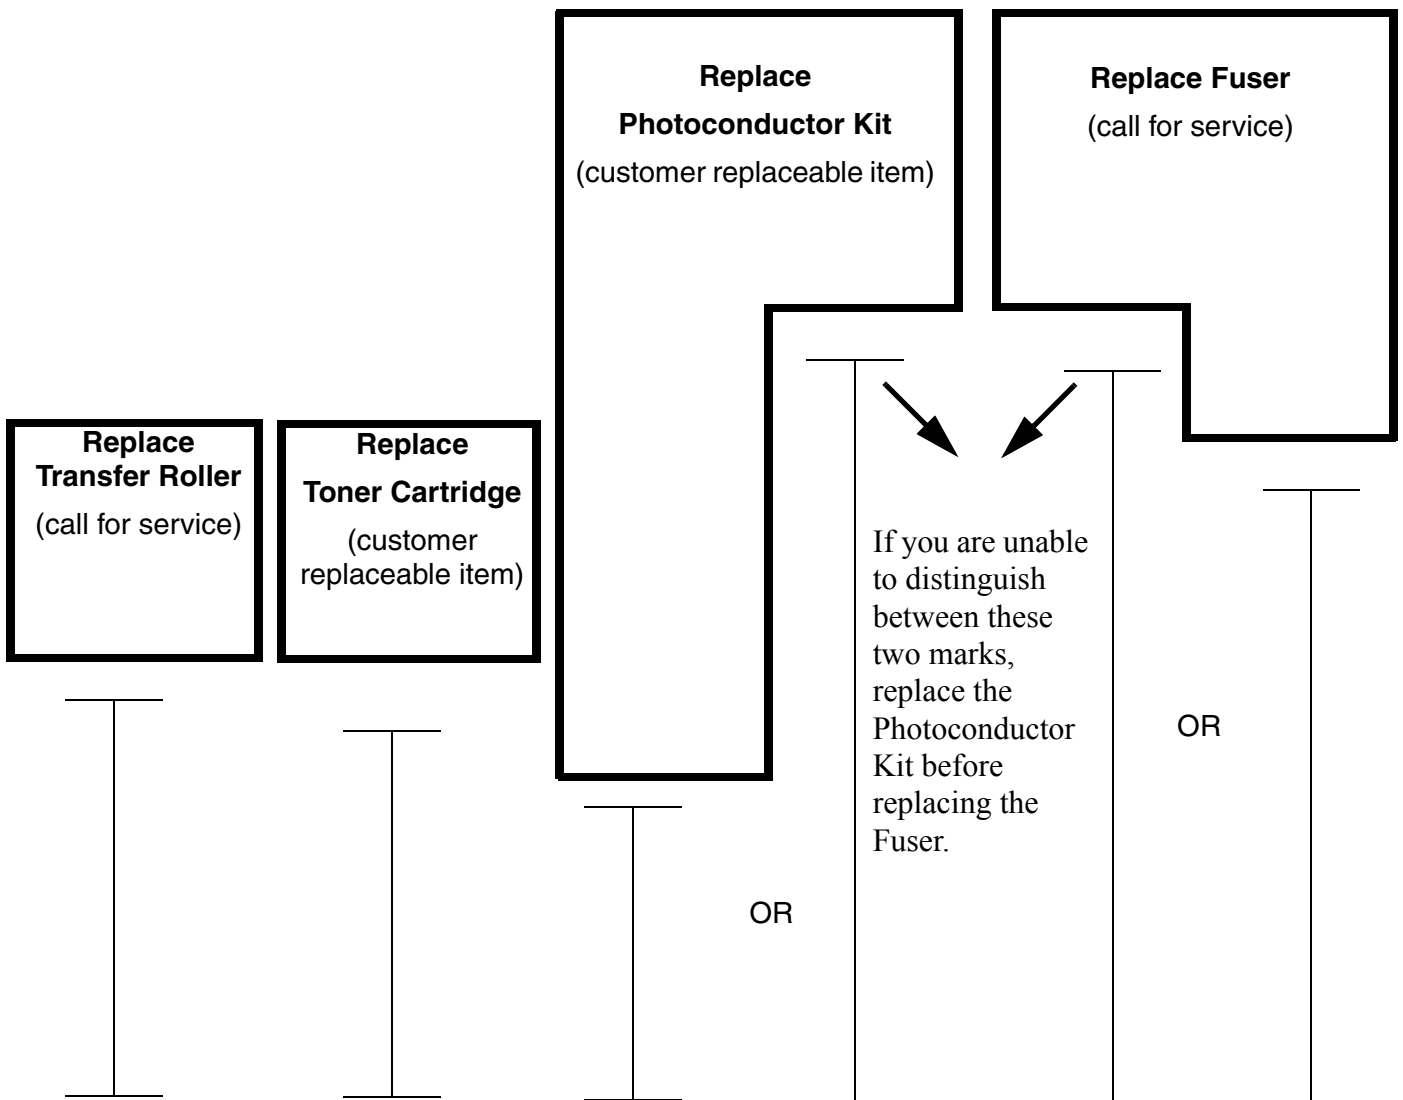 Replace
Photoconductor Kit
(customer replaceable item)
Replace Fuser
(call for service)
Replace
Transfer Roller
(call for service)
Replace
Toner Cartridge
(customer
replaceable item)
If you are unable
to distinguish
between these
two marks,
replace the
Photoconductor
Kit before
replacing the
Fuser.
OR
OR